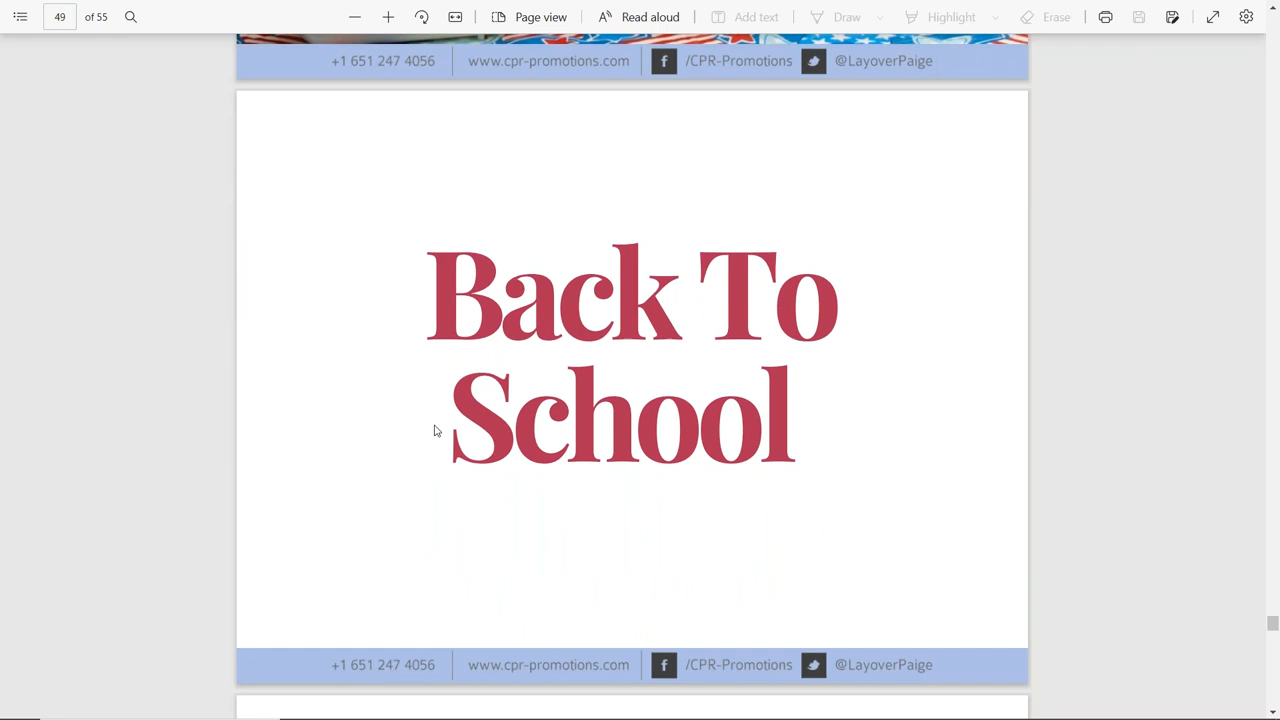 49 of 55 Page view Read aloud Add text Draw Highlight Erase
+1 651 247 4056 www.cpr-promotions.com f /CPR-Promotions @LayoverPaige
Back To
School
+1 651 247 4056 www.cpr-promotions.com f /CPR-Promotions @LayoverPaige